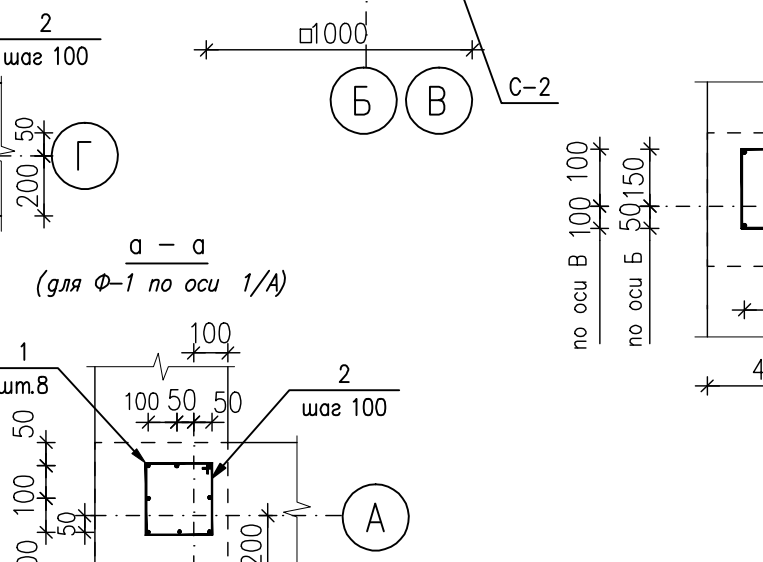 2
шаг 100
□1000
Б
В
С-2
Г
50
200
а – а
(для Ф-1 по оси 1/А)
100
100
по оси В
150
50
по оси Б
4
1
шт.8
100
100
50
50
2
шаг 100
50
100
50
00
200
А